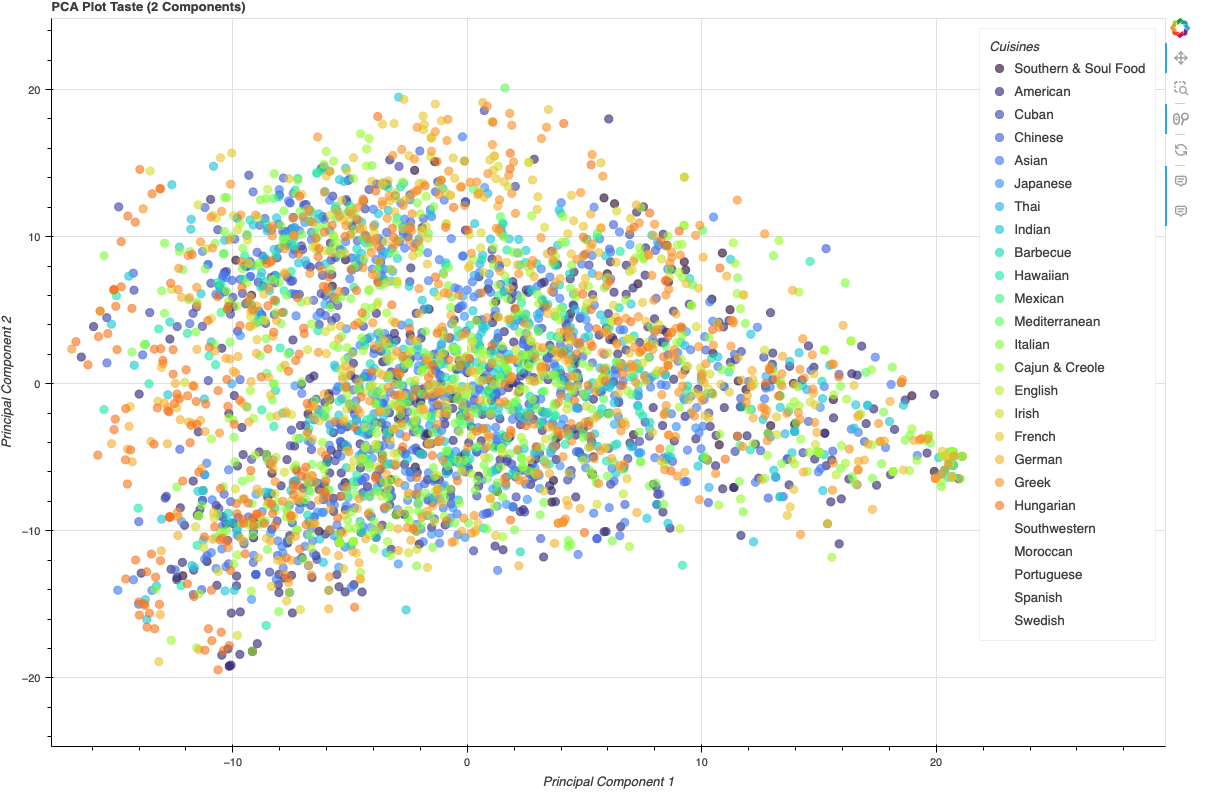 PCA Plot Taste (2 Components)
Cuisines
Southern & Soul Food
American
Cuban
Chinese
Asian
Japanese
Thai
Indian
Barbecue
Hawaiian
Mexican
Mediterranean
Italian
Cajun & Creole
English
Irish
French
German
Greek
Hungarian
Southwestern
Moroccan
Portuguese
Spanish
Swedish
20
10
0
−10
−20
Principal Component 2
−10 0 10 20
Principal Component 1